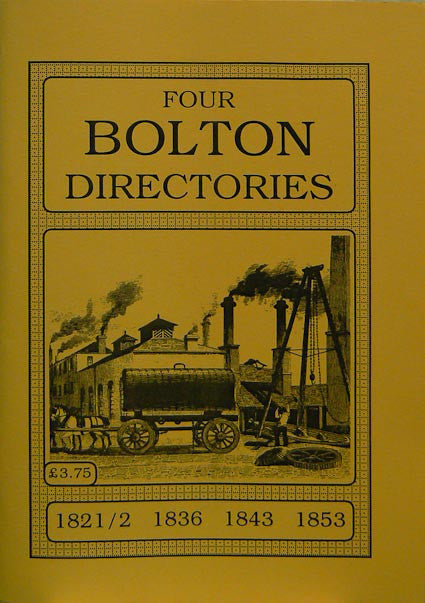 FOUR
BOLTON
DIRECTORIES
£3.75
1821/2 1836 1843 1853